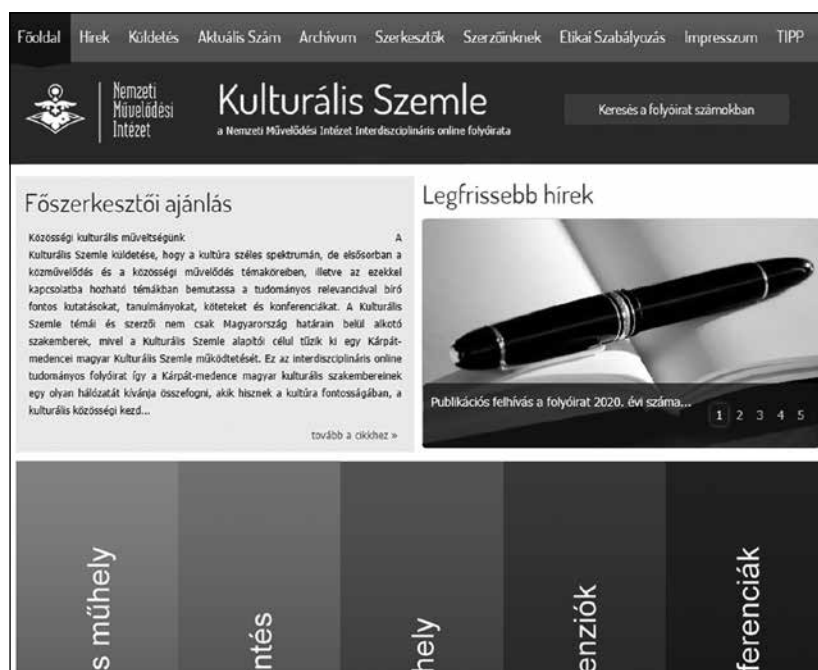 Főoldal Hírek Küldetés Aktuális Szám Archívum Szerkesztők Szerzőinknek Etikai Szabályozás Impresszum TIPP
Nemzeti
Művelődési
Intézet
Kulturális Szemle
a Nemzeti Művelődési Intézet Interdiszciplináris online folyóirata
Keresés a folyóirat számokban
Főszerkesztői ajánlás
Közösségi kulturális műveltségünk A
Kulturális Szemle küldetése, hogy a kultúra széles spektrumán, de elsősorban a
közművelődés és a közösségi művelődés témaköreiben, illetve az ezekkel
kapcsolatba hozható témákban bemutassa a tudományos relevanciával bíró
fontos kutatásokat, tanulmányokat, köteteket és konferenciákat. A Kulturális
Szemle témái és szerzői nem csak Magyarország határain belül alkotó
szakemberek, mivel a Kulturális Szemle alapítói célul tűzik ki egy Kárpát-
medencei magyar Kulturális Szemle működtetését. Ez az interdiszciplináris online
tudományos folyóirat így a Kárpát-medence magyar kulturális szakembereinek
egy olyan hálózatát kívánja összefogni, akik hisznek a kultúra fontosságában, a
kulturális közösségi kezd...
tovább a cikkhez »
Legfrissebb hírek
Publikációs felhívás a folyóirat 2020. évi száma...
1 2 3 4 5
s műhely
ntés
hely
enziók
ferenciák